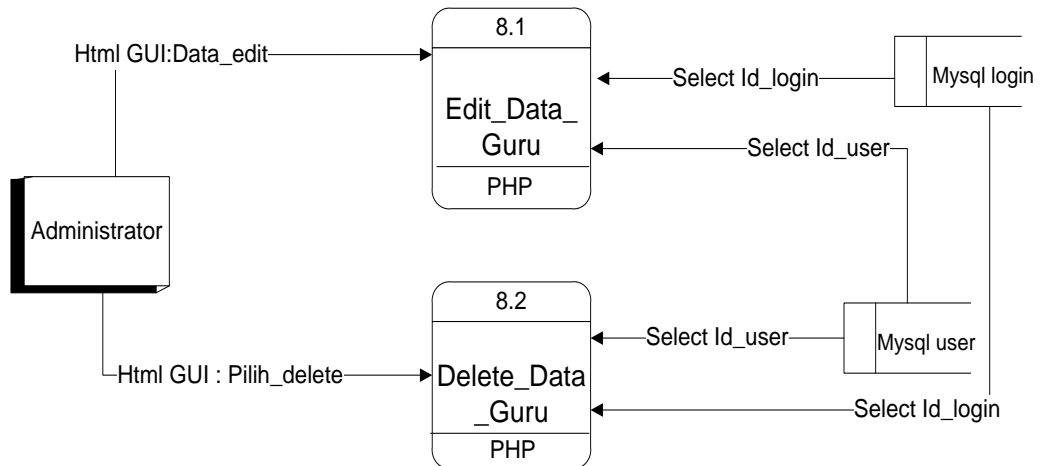 8.1
Html GUI:Data_edit
Edit_Data_
Guru
PHP
Select Id_login
Mysql login
Select Id_user
Administrator
8.2
Html GUI : Pilih_delete
Delete_Data
_Guru
PHP
Select Id_user
Mysql user
Select Id_login